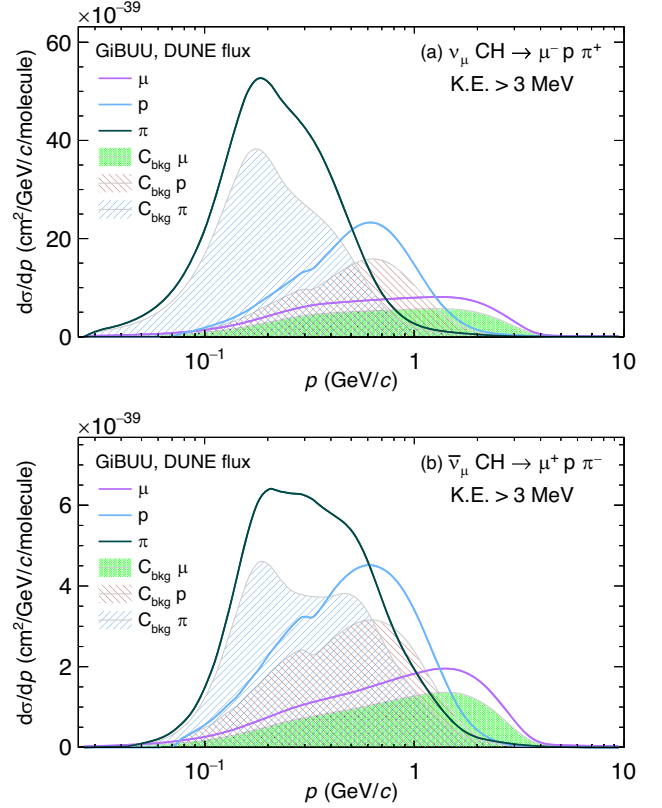 ×10⁻³⁹
60
40
20
0
dσ/dp (cm²/GeV/c/molecule)
GiBUU, DUNE flux
μ
p
π
C_bkg μ
C_bkg p
C_bkg π
(a) ν_μ CH → μ⁻ p π⁺
K.E. > 3 MeV
10⁻¹
1
10
p (GeV/c)
×10⁻³⁹
6
4
2
0
dσ/dp (cm²/GeV/c/molecule)
GiBUU, DUNE flux
μ
p
π
C_bkg μ
C_bkg p
C_bkg π
(b) ν̅_μ CH → μ⁺ p π⁻
K.E. > 3 MeV
10⁻¹
1
10
p (GeV/c)